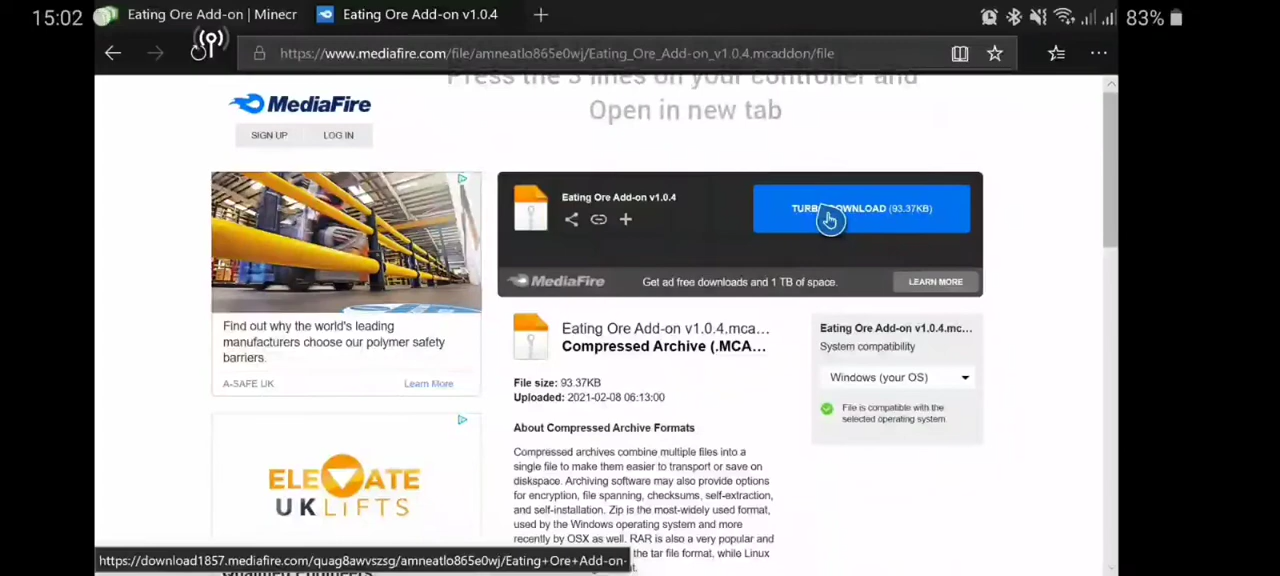 15:02
Eating Ore Add-on | Minecr
Eating Ore Add-on v1.0.4
83%
https://www.mediafire.com/file/amneatlo865e0wj/Eating_Ore_Add-on_v1.0.4.mcaddon/file
Press the 3 lines on your controller and
Open in new tab
MediaFire
SIGN UP
LOG IN
Eating Ore Add-on v1.0.4
TURB DOWNLOAD (93.37KB)
MediaFire
Get ad free downloads and 1 TB of space.
LEARN MORE
Find out why the world's leading
manufacturers choose our polymer safety
barriers.
A-SAFE UK
Learn More
Eating Ore Add-on v1.0.4.mca...
Compressed Archive (.MCA...
File size: 93.37KB
Uploaded: 2021-02-08 06:13:00
About Compressed Archive Formats
Compressed archives combine multiple files into a
single file to make them easier to transport or save on
diskspace. Archiving software may also provide options
for encryption, file spanning, checksums, self-extraction,
and self-installation. Zip is the most-widely used format,
used by the Windows operating system and more
recently by OSX as well. RAR is also a very popular and
the tar file format, while Linux
Eating Ore Add-on v1.0.4.mc...
System compatibility
Windows (your OS)
File is compatible with the
selected operating system.
ELEVATE
UK LIFTS
https://download1857.mediafire.com/quag8awvszsg/amneatlo865e0wj/Eating+Ore+Add-on-